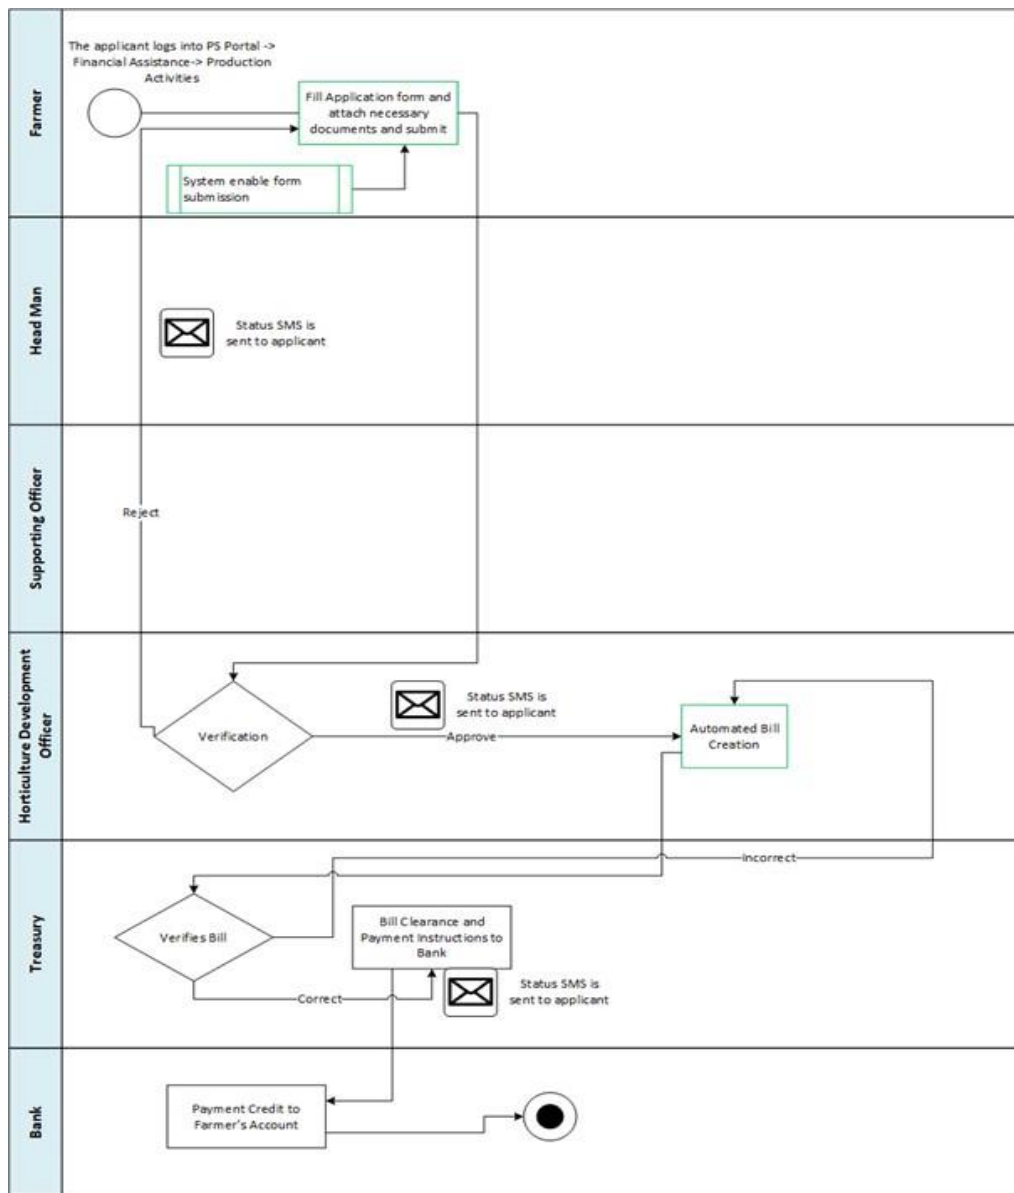 Farmer
The applicant logs into PS Portal ->
Financial Assistance-> Production
Activities
Fill Application form and
attach necessary
documents and submit
System enable form
submission
Head Man
Status SMS is
sent to applicant
Supporting Officer
Reject
Horticulture Development
Officer
Verification
Status SMS is
sent to applicant
Approve
Automated Bill
Creation
Treasury
Incorrect
Verifies Bill
Bill Clearance and
Payment Instructions to
Bank
Correct
Status SMS is
sent to applicant
Bank
Payment Credit to
Farmer's Account